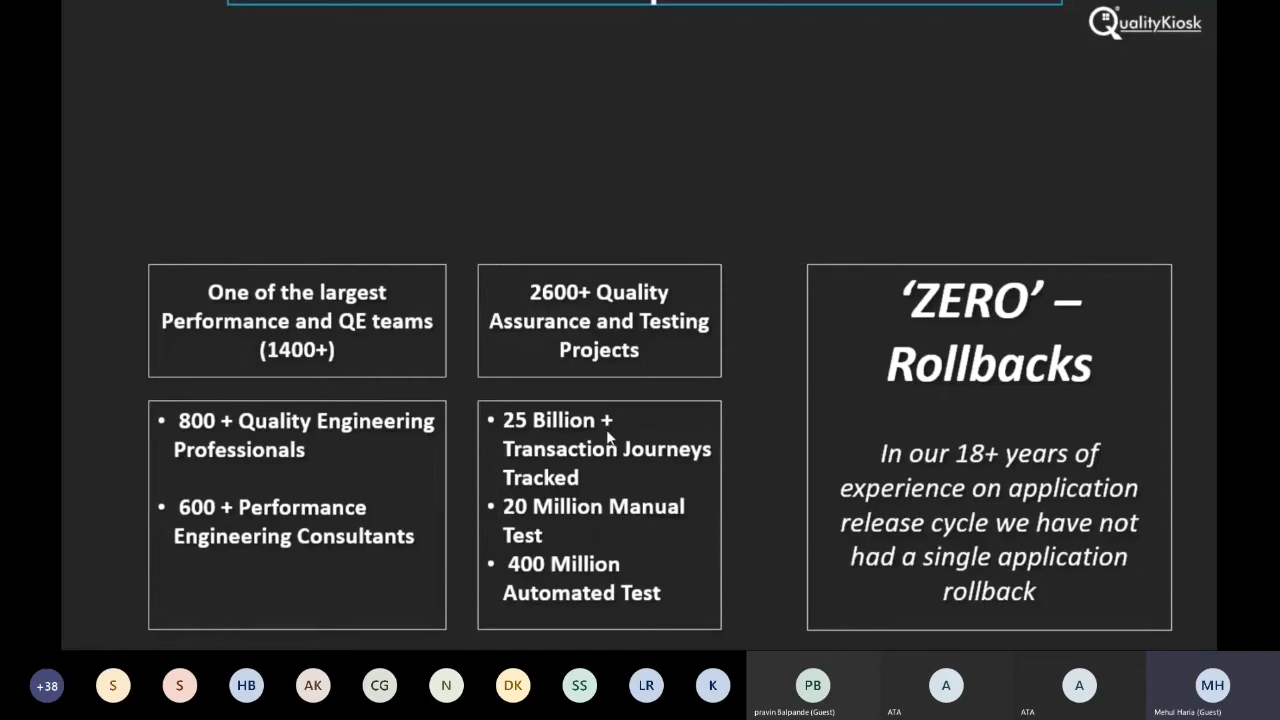 QualityKiosk
One of the largest
Performance and QE teams
(1400+)
2600+ Quality
Assurance and Testing
Projects
‘ZERO’ –
Rollbacks
• 800 + Quality Engineering
Professionals
• 600 + Performance
Engineering Consultants
• 25 Billion +
Transaction Journeys
Tracked
• 20 Million Manual
Test
• 400 Million
Automated Test
In our 18+ years of
experience on application
release cycle we have not
had a single application
rollback
+38 S S HB AK CG N DK SS LR K PB A A MH
pravin Balpande (Guest) ATA ATA Mehul Haria (Guest)